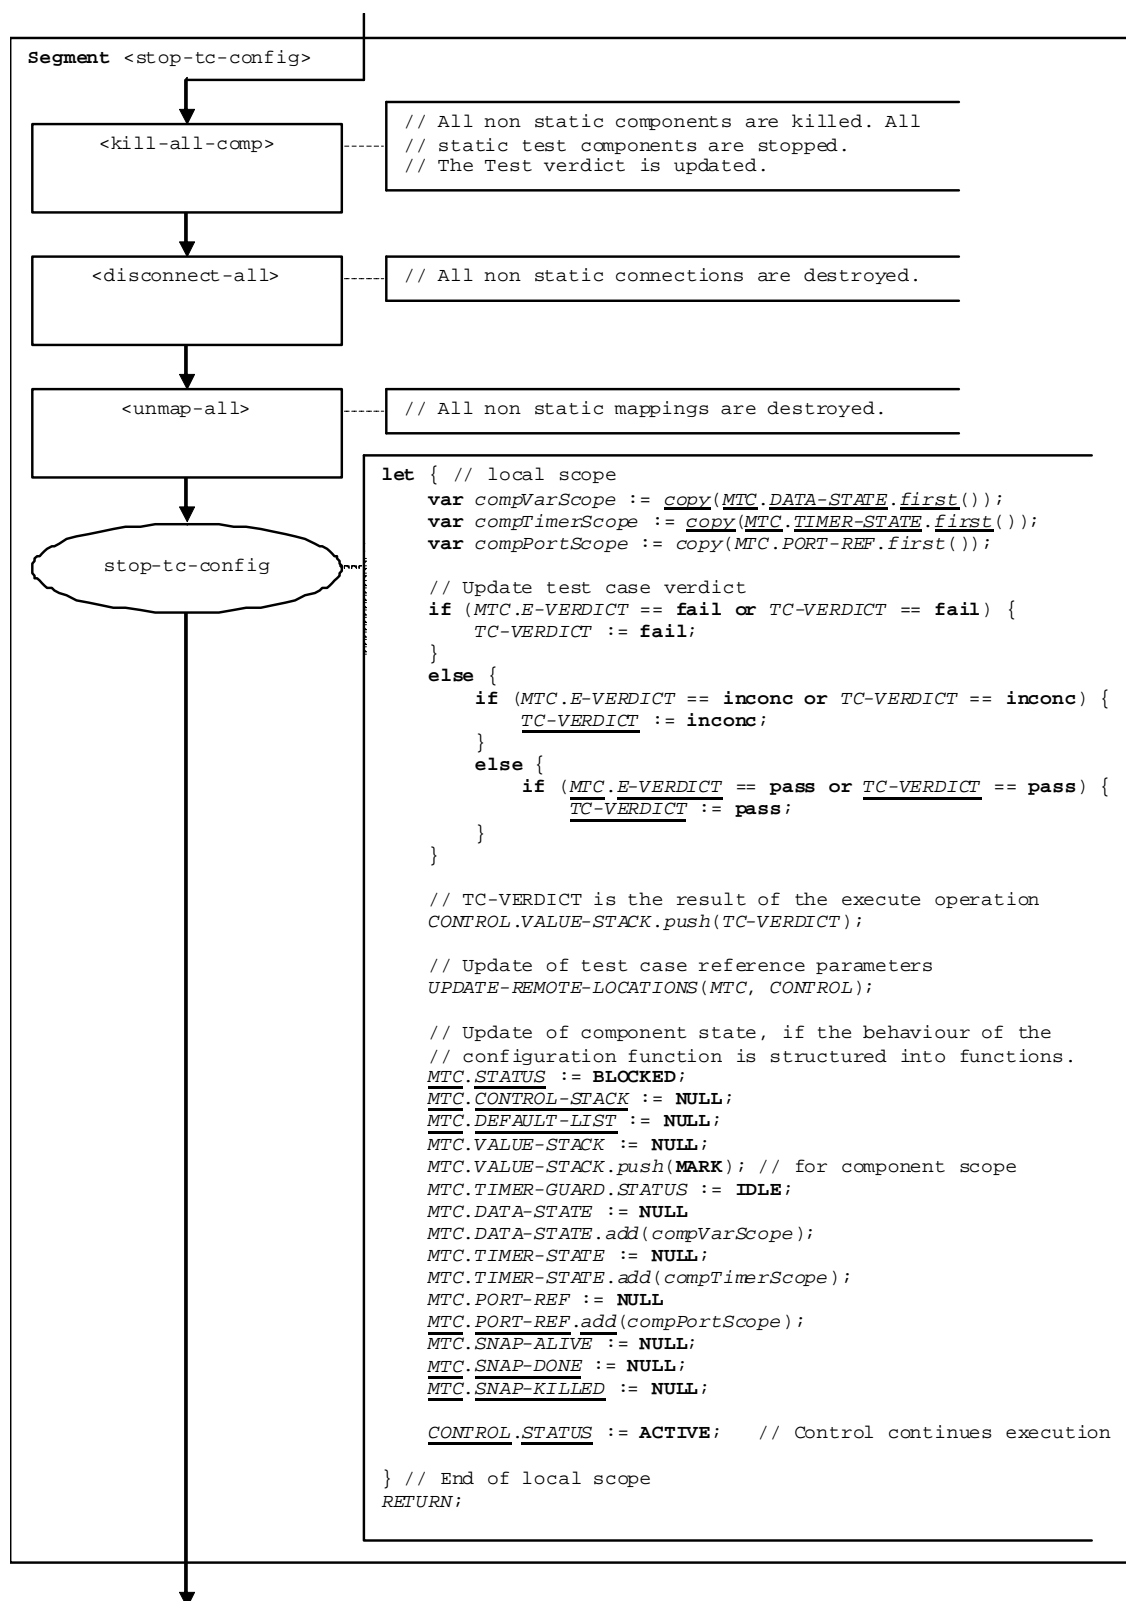 Segment <stop-tc-config>
<kill-all-comp>
// All non static components are killed. All
// static test components are stopped.
// The Test verdict is updated.
<disconnect-all>
// All non static connections are destroyed.
<unmap-all>
// All non static mappings are destroyed.
stop-tc-config
let { // local scope
var compVarScope := copy(MTC.DATA-STATE.first());
var compTimerScope := copy(MTC.TIMER-STATE.first());
var compPortScope := copy(MTC.PORT-REF.first());
// Update test case verdict
if (MTC.E-VERDICT == fail or TC-VERDICT == fail) {
TC-VERDICT := fail;
}
else {
if (MTC.E-VERDICT == inconc or TC-VERDICT == inconc) {
TC-VERDICT := inconc;
}
else {
if (MTC.E-VERDICT == pass or TC-VERDICT == pass) {
TC-VERDICT := pass;
}
}
// TC-VERDICT is the result of the execute operation
CONTROL.VALUE-STACK.push(TC-VERDICT);
// Update of test case reference parameters
UPDATE-REMOTE-LOCATIONS(MTC, CONTROL);
// Update of component state, if the behaviour of the
// configuration function is structured into functions.
MTC.STATUS := BLOCKED;
MTC.CONTROL-STACK := NULL;
MTC.DEFAULT-LIST := NULL;
MTC.VALUE-STACK := NULL;
MTC.VALUE-STACK.push(MARK); // for component scope
MTC.TIMER-GUARD.STATUS := IDLE;
MTC.DATA-STATE := NULL
MTC.DATA-STATE.add(compVarScope);
MTC.TIMER-STATE := NULL;
MTC.TIMER-STATE.add(compTimerScope);
MTC.PORT-REF := NULL
MTC.PORT-REF.add(compPortScope);
MTC.SNAP-ALIVE := NULL;
MTC.SNAP-DONE := NULL;
MTC.SNAP-KILLED := NULL;
CONTROL.STATUS := ACTIVE; // Control continues execution
} // End of local scope
RETURN;